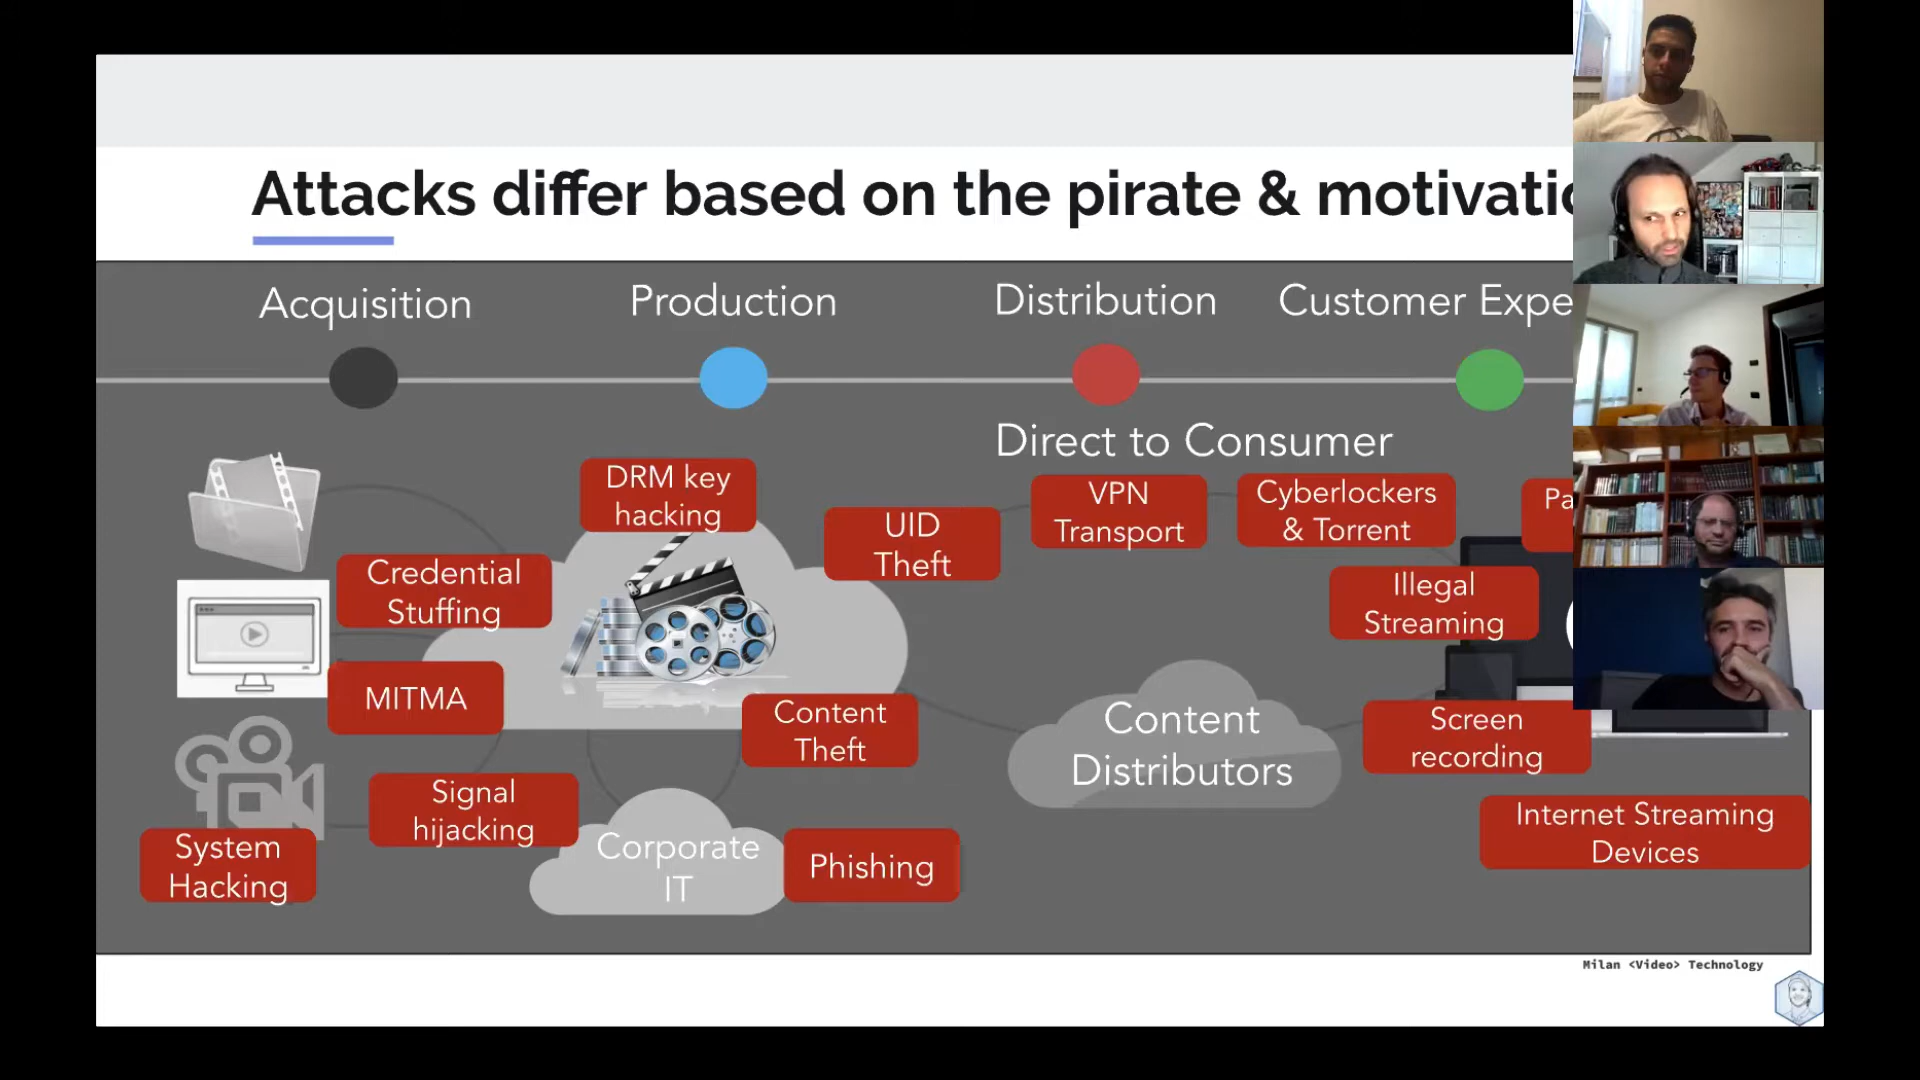 Attacks differ based on the pirate & motivatio
Acquisition
Production
Distribution
Customer Expe
Direct to Consumer
DRM key
hacking
UID
Theft
VPN
Transport
Cyberlockers
& Torrent
Pa
Credential
Stuffing
Illegal
Streaming
MITMA
Content
Theft
Content
Distributors
Screen
recording
Signal
hijacking
System
Hacking
Corporate
IT
Phishing
Internet Streaming
Devices
Milan <Video> Technology